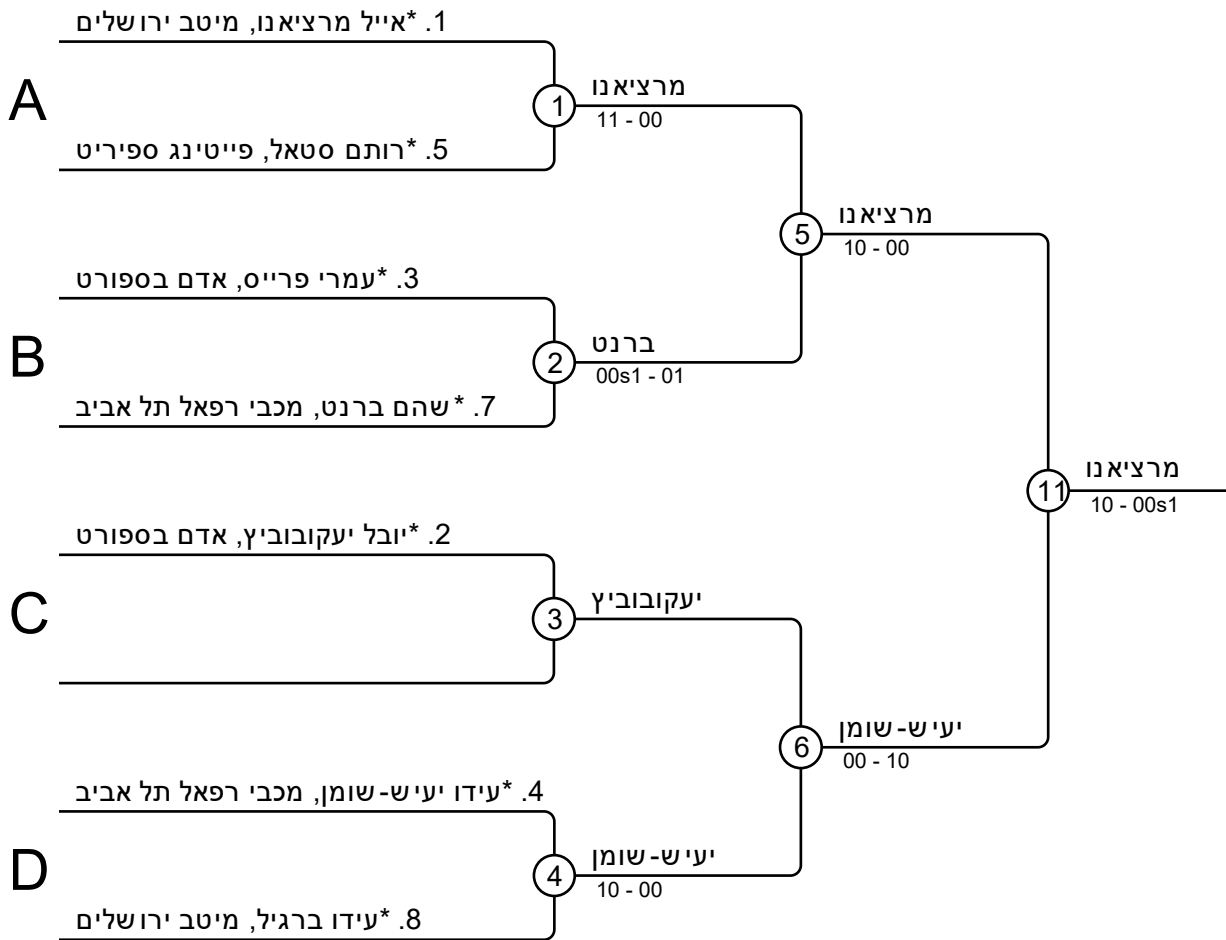 1. *אייל מרציאנו, מיטב ירושלים
A
1
מרציאנו
11 - 00
5. *רותם סטאל, פייטינג ספיריט
5
מרציאנו
10 - 00
3. *עמרי פרייס, אדם בספורט
B
2
ברנט
00s1 - 01
7. *שהם ברנט, מכבי רפאל תל אביב
11
מרציאנו
10 - 00s1
2. *יובל יעקובוביץ, אדם בספורט
C
3
יעקובוביץ
6
יעיש-שומן
00 - 10
4. *עידו יעיש-שומן, מכבי רפאל תל אביב
D
4
יעיש-שומן
10 - 00
8. *עידו ברגיל, מיטב ירושלים